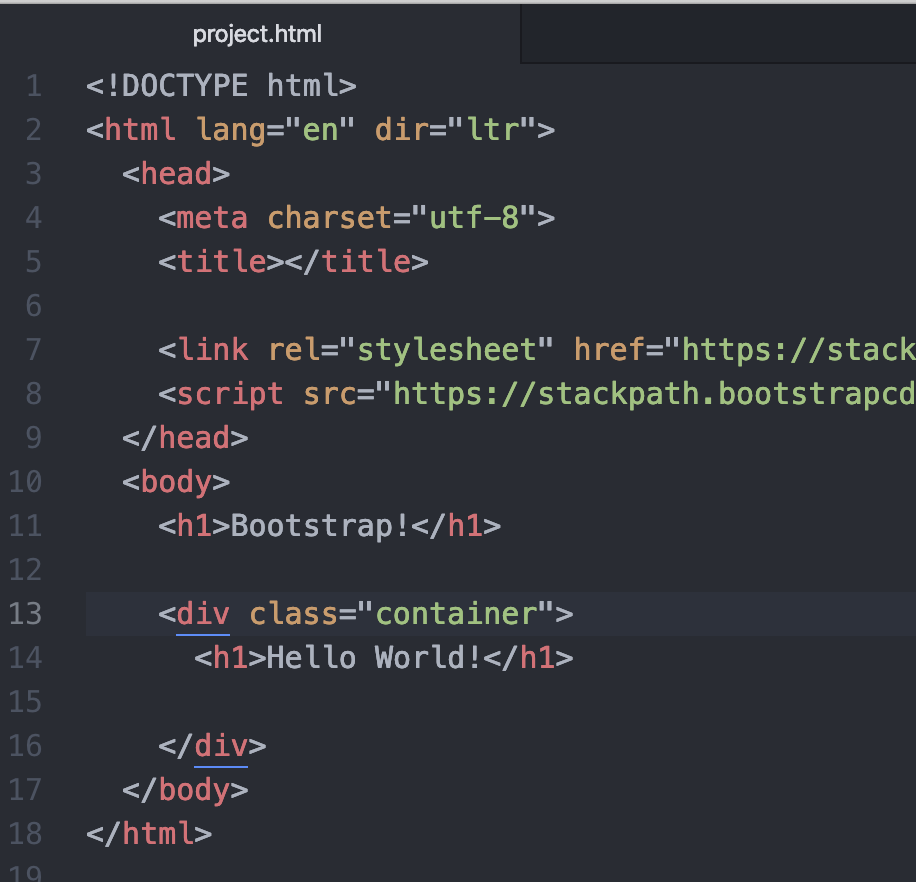 project.html
1 <!DOCTYPE html>
2 <html lang="en" dir="ltr">
3 <head>
4 <meta charset="utf-8">
5 <title></title>
6
7 <link rel="stylesheet" href="https://stack
8 <script src="https://stackpath.bootstrapcd
9 </head>
10 <body>
11 <h1>Bootstrap!</h1>
12
13 <div class="container">
14 <h1>Hello World!</h1>
15
16 </div>
17 </body>
18 </html>
19